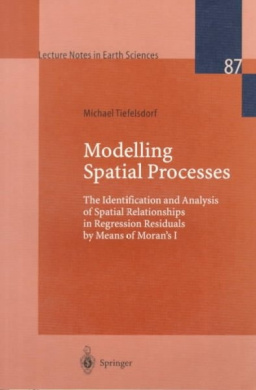 Lecture Notes in Earth Sciences
87
Michael Tiefelsdorf
Modelling
Spatial Processes
The Identification and Analysis
of Spatial Relationships
in Regression Residuals
by Means of Moran's I
Springer